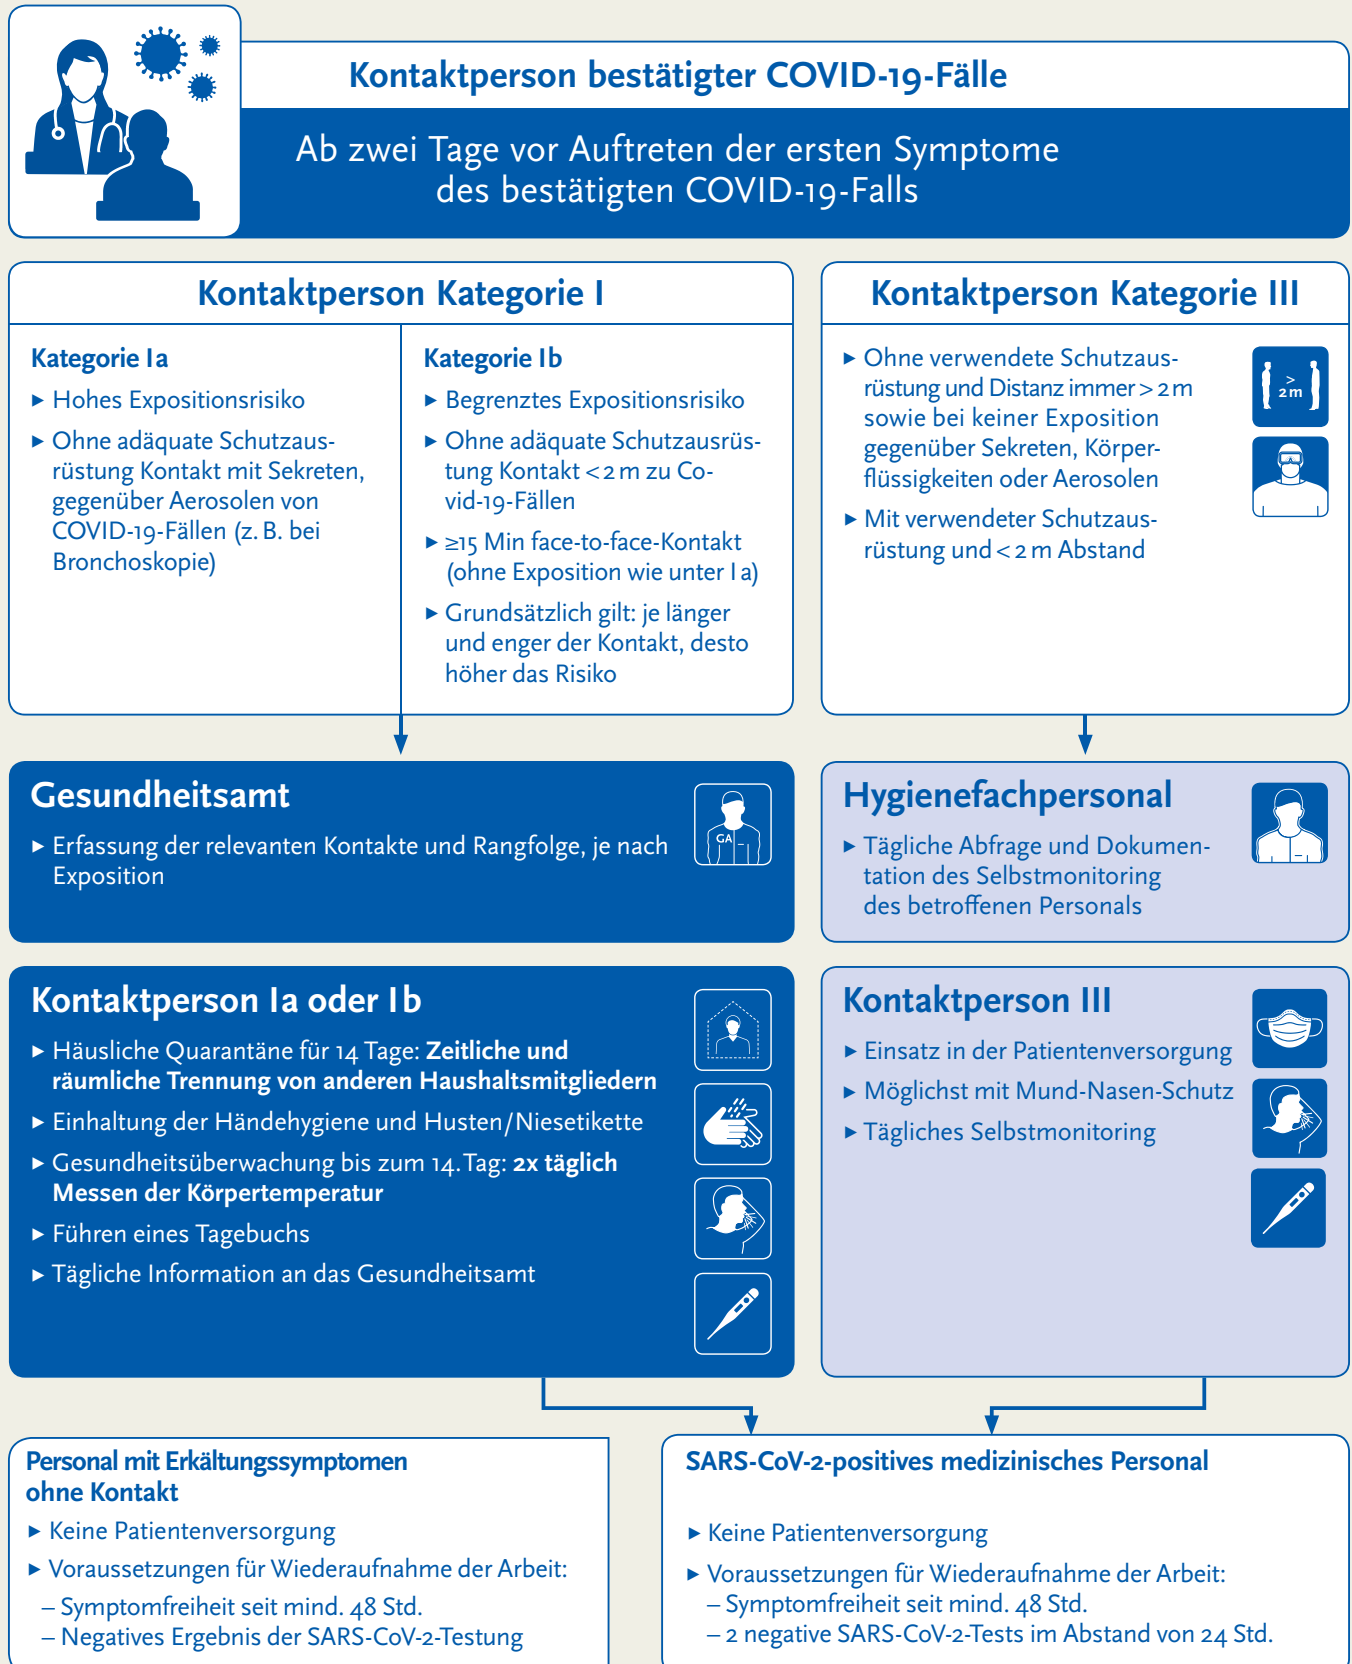 Kontaktperson bestätigter COVID-19-Fälle
Ab zwei Tage vor Auftreten der ersten Symptome
des bestätigten COVID-19-Falls
Kontaktperson Kategorie I
Kategorie Ia
▸ Hohes Expositionsrisiko
▸ Ohne adäquate Schutzaus-
rüstung Kontakt mit Sekreten,
gegenüber Aerosolen von
COVID-19-Fällen (z. B. bei
Bronchoskopie)
Kategorie Ib
▸ Begrenztes Expositionsrisiko
▸ Ohne adäquate Schutzausrüs-
tung Kontakt < 2 m zu Co-
vid-19-Fällen
▸ ≥15 Min face-to-face-Kontakt
(ohne Exposition wie unter I a)
▸ Grundsätzlich gilt: je länger
und enger der Kontakt, desto
höher das Risiko
Kontaktperson Kategorie III
▸ Ohne verwendete Schutzaus-
rüstung und Distanz immer > 2 m
sowie bei keiner Exposition
gegenüber Sekreten, Körper-
flüssigkeiten oder Aerosolen
▸ Mit verwendeter Schutzaus-
rüstung und < 2 m Abstand
>
2 m
Gesundheitsamt
▸ Erfassung der relevanten Kontakte und Rangfolge, je nach
Exposition
GA
Hygienefachpersonal
▸ Tägliche Abfrage und Dokumen-
tation des Selbstmonitoring
des betroffenen Personals
Kontaktperson Ia oder Ib
▸ Häusliche Quarantäne für 14 Tage: Zeitliche und
räumliche Trennung von anderen Haushaltsmitgliedern
▸ Einhaltung der Händehygiene und Husten/Niesetikette
▸ Gesundheitsüberwachung bis zum 14. Tag: 2x täglich
Messen der Körpertemperatur
▸ Führen eines Tagebuchs
▸ Tägliche Information an das Gesundheitsamt
Kontaktperson III
▸ Einsatz in der Patientenversorgung
▸ Möglichst mit Mund-Nasen-Schutz
▸ Tägliches Selbstmonitoring
Personal mit Erkältungssymptomen
ohne Kontakt
▸ Keine Patientenversorgung
▸ Voraussetzungen für Wiederaufnahme der Arbeit:
– Symptomfreiheit seit mind. 48 Std.
– Negatives Ergebnis der SARS-CoV-2-Testung
SARS-CoV-2-positives medizinisches Personal
▸ Keine Patientenversorgung
▸ Voraussetzungen für Wiederaufnahme der Arbeit:
– Symptomfreiheit seit mind. 48 Std.
– 2 negative SARS-CoV-2-Tests im Abstand von 24 Std.